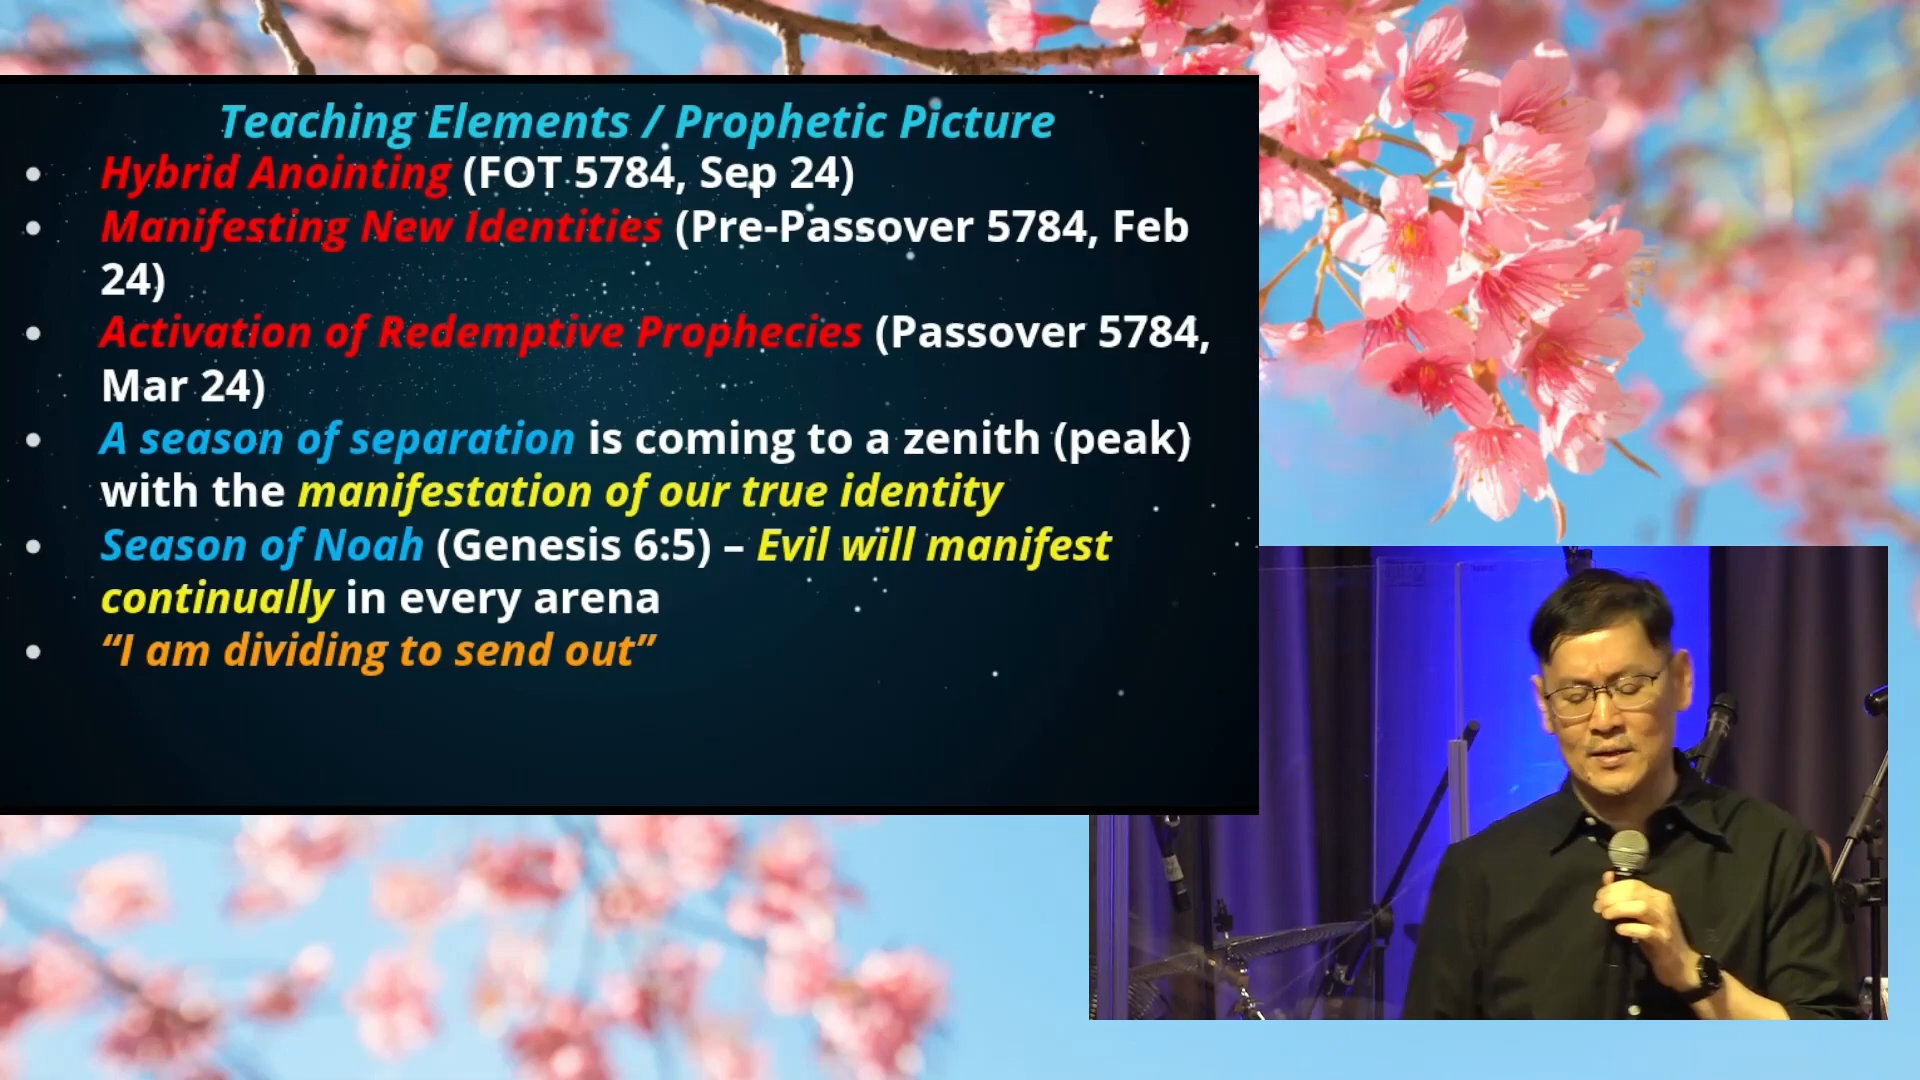 Teaching Elements / Prophetic Picture
Hybrid Anointing (FOT 5784, Sep 24)
Manifesting New Identities (Pre-Passover 5784, Feb
24)
Activation of Redemptive Prophecies (Passover 5784,
Mar 24)
A season of separation is coming to a zenith (peak)
with the manifestation of our true identity
Season of Noah (Genesis 6:5) – Evil will manifest
continually in every arena
“I am dividing to send out”